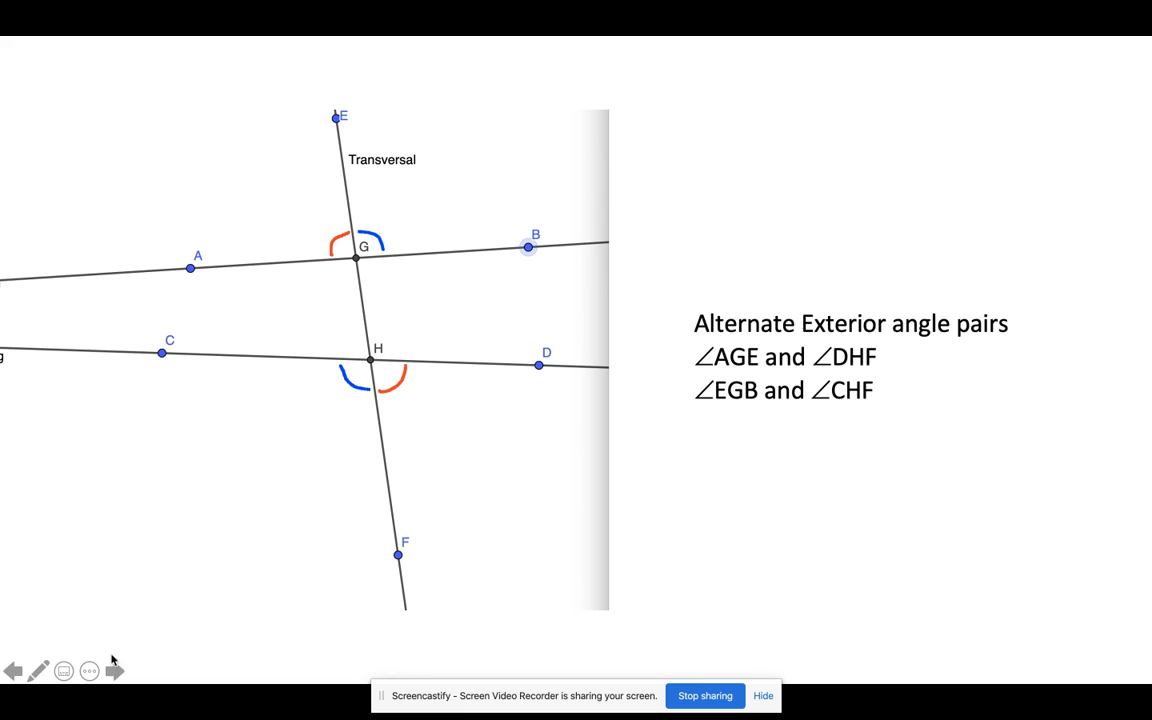 E
Transversal
B
G
A
H
C
D
g
F
Alternate Exterior angle pairs
∠AGE and ∠DHF
∠EGB and ∠CHF
Screencastify - Screen Video Recorder is sharing your screen.
Stop sharing
Hide